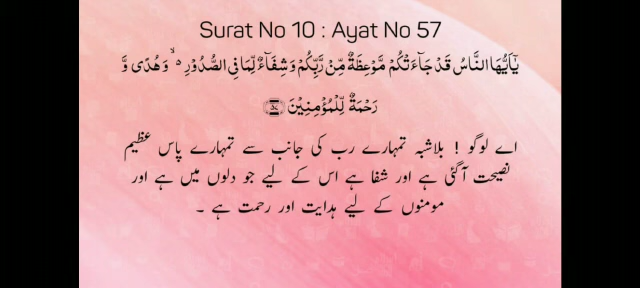 Surat No 10 : Ayat No 57
یٰۤاَیُّہَا النَّاسُ قَدۡ جَآءَتۡکُمۡ مَّوۡعِظَۃٌ مِّنۡ رَّبِّکُمۡ وَ شِفَآءٌ لِّمَا فِی الصُّدُوۡرِ ۬ۙ وَ ہُدًی وَّ
رَحۡمَۃٌ لِّلۡمُؤۡمِنِیۡنَ ﴿۵۷﴾
اے لوگو ! بلاشبہ تمہارے رب کی جانب سے تمہارے پاس عظیم
نصیحت آگئی ہے اور شفا ہے اس کے لیے جو دلوں میں ہے اور
مومنوں کے لیے ہدایت اور رحمت ہے ۔